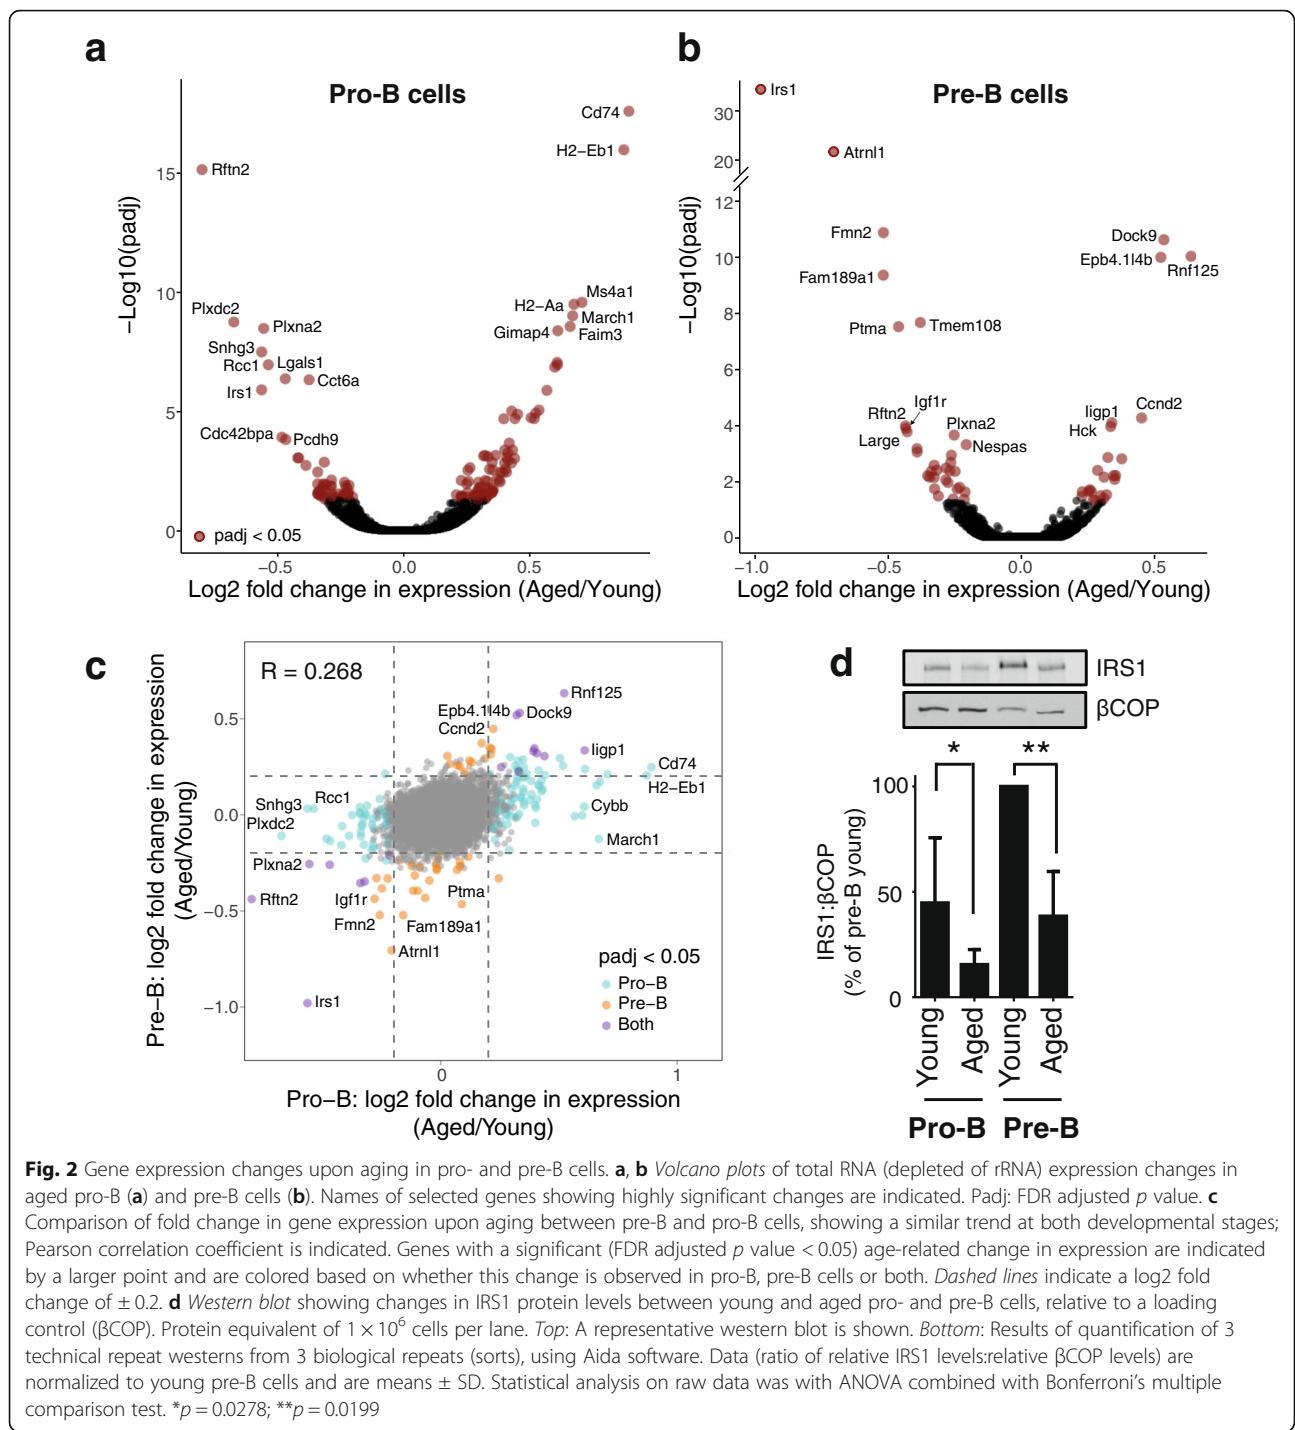 a
Pro-B cells
−Log10(padj)
15
10
5
0
Cd74
H2−Eb1
Rftn2
Ms4a1
H2−Aa
March1
Gimap4
Faim3
Plxdc2
Plxna2
Snhg3
Rcc1
Lgals1
Irs1
Cct6a
Cdc42bpa
Pcdh9
padj < 0.05
−0.5
0.0
0.5
Log2 fold change in expression (Aged/Young)
b
Pre-B cells
−Log10(padj)
30
20
12
10
8
6
4
2
0
Irs1
Atrnl1
Fmn2
Dock9
Epb4.1l4b
Rnf125
Fam189a1
Ptma
Tmem108
Igf1r
Rftn2
Large
Plxna2
Nespas
Iigp1
Hck
Ccnd2
−1.0
−0.5
0.0
0.5
Log2 fold change in expression (Aged/Young)
c
R = 0.268
Pre−B: log2 fold change in expression
(Aged/Young)
0.5
0.0
−0.5
−1.0
Rnf125
Epb4.1l4b
Dock9
Ccnd2
Iigp1
Cd74
H2−Eb1
Snhg3
Rcc1
Cybb
Plxdc2
March1
Plxna2
Rftn2
Igf1r
Ptma
Fmn2
Fam189a1
Atrnl1
Irs1
padj < 0.05
Pro−B
Pre−B
Both
0
1
Pro−B: log2 fold change in expression
(Aged/Young)
d
IRS1
βCOP
*
**
IRS1:βCOP
(% of pre-B young)
100
50
0
Young
Aged
Young
Aged
Pro-B
Pre-B
Fig. 2 Gene expression changes upon aging in pro- and pre-B cells. a, b Volcano plots of total RNA (depleted of rRNA) expression changes in
aged pro-B (a) and pre-B cells (b). Names of selected genes showing highly significant changes are indicated. Padj: FDR adjusted p value. c
Comparison of fold change in gene expression upon aging between pre-B and pro-B cells, showing a similar trend at both developmental stages;
Pearson correlation coefficient is indicated. Genes with a significant (FDR adjusted p value < 0.05) age-related change in expression are indicated
by a larger point and are colored based on whether this change is observed in pro-B, pre-B cells or both. Dashed lines indicate a log2 fold
change of ± 0.2. d Western blot showing changes in IRS1 protein levels between young and aged pro- and pre-B cells, relative to a loading
control (βCOP). Protein equivalent of 1 × 10⁶ cells per lane. Top: A representative western blot is shown. Bottom: Results of quantification of 3
technical repeat westerns from 3 biological repeats (sorts), using Aida software. Data (ratio of relative IRS1 levels:relative βCOP levels) are
normalized to young pre-B cells and are means ± SD. Statistical analysis on raw data was with ANOVA combined with Bonferroni’s multiple
comparison test. *p = 0.0278; **p = 0.0199